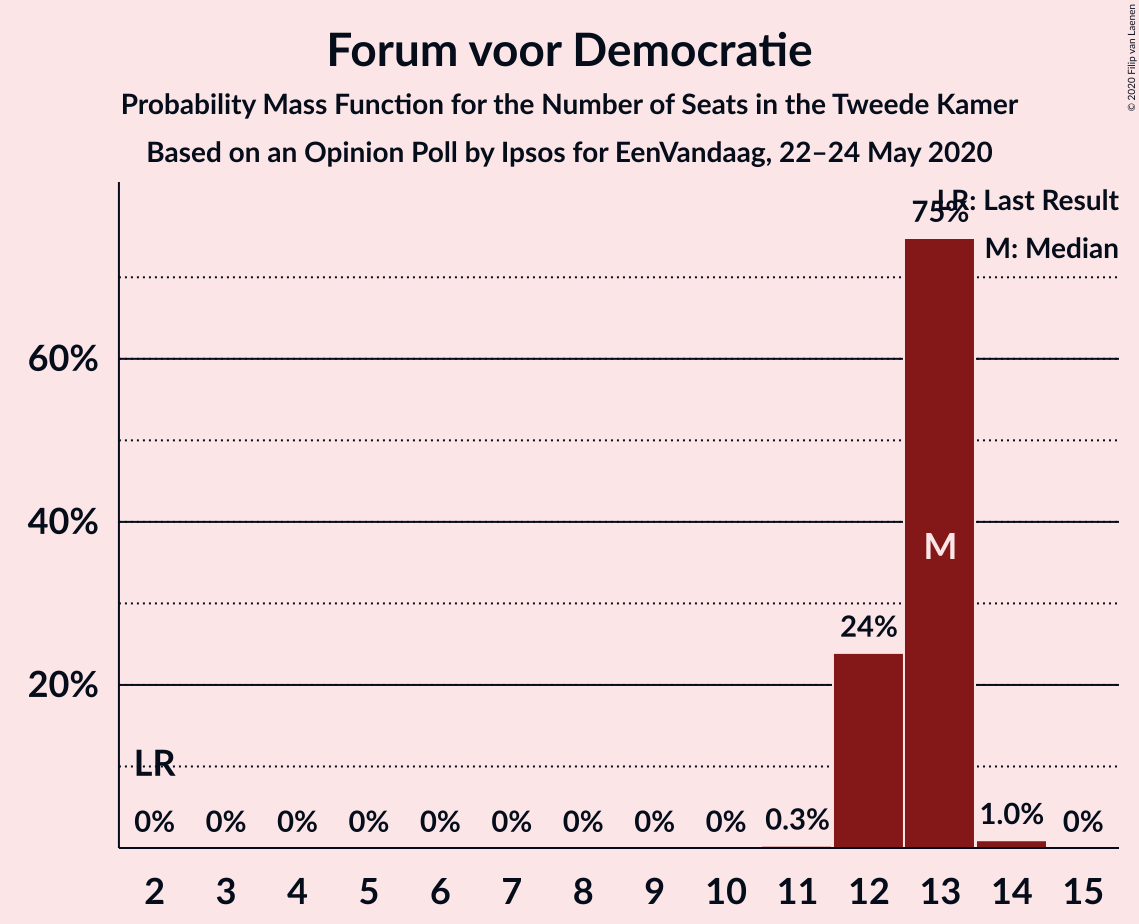 Forum voor Democratie
Probability Mass Function for the Number of Seats in the Tweede Kamer
Based on an Opinion Poll by Ipsos for EenVandaag, 22–24 May 2020
© 2020 Filip van Laenen
LR: Last Result
75%
M: Median
60%
40%
M
24%
20%
LR
0% 0% 0% 0% 0% 0% 0% 0% 0% 0.3% 1.0% 0%
2 3 4 5 6 7 8 9 10 11 12 13 14 15